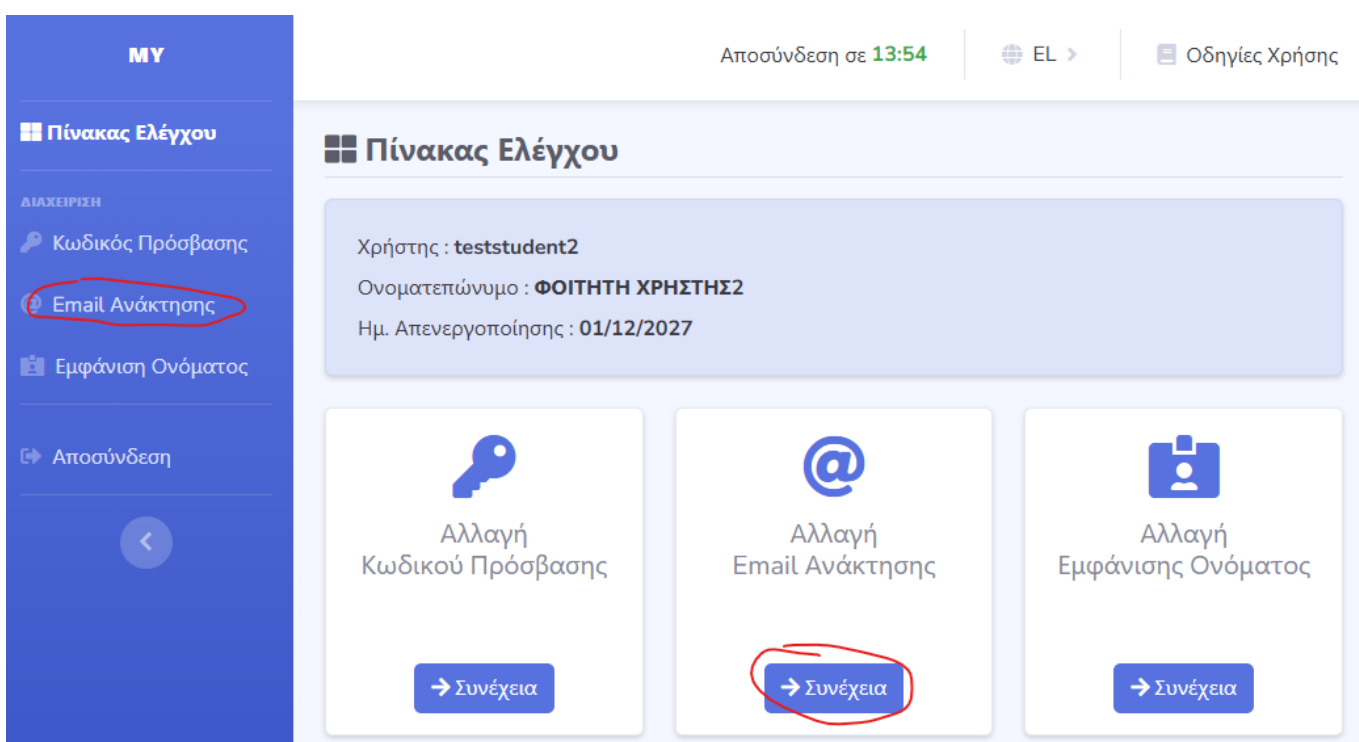 MY
Αποσύνδεση σε 13:54
EL
Οδηγίες Χρήσης
Πίνακας Ελέγχου
ΔΙΑΧΕΙΡΙΣΗ
Κωδικός Πρόσβασης
Email Ανάκτησης
Εμφάνιση Ονόματος
Αποσύνδεση
Πίνακας Ελέγχου
Χρήστης : teststudent2
Ονοματεπώνυμο : ΦΟΙΤΗΤΗ ΧΡΗΣΤΗΣ2
Ημ. Απενεργοποίησης : 01/12/2027
Αλλαγή
Κωδικού Πρόσβασης
Συνέχεια
Αλλαγή
Email Ανάκτησης
Συνέχεια
Αλλαγή
Εμφάνισης Ονόματος
Συνέχεια